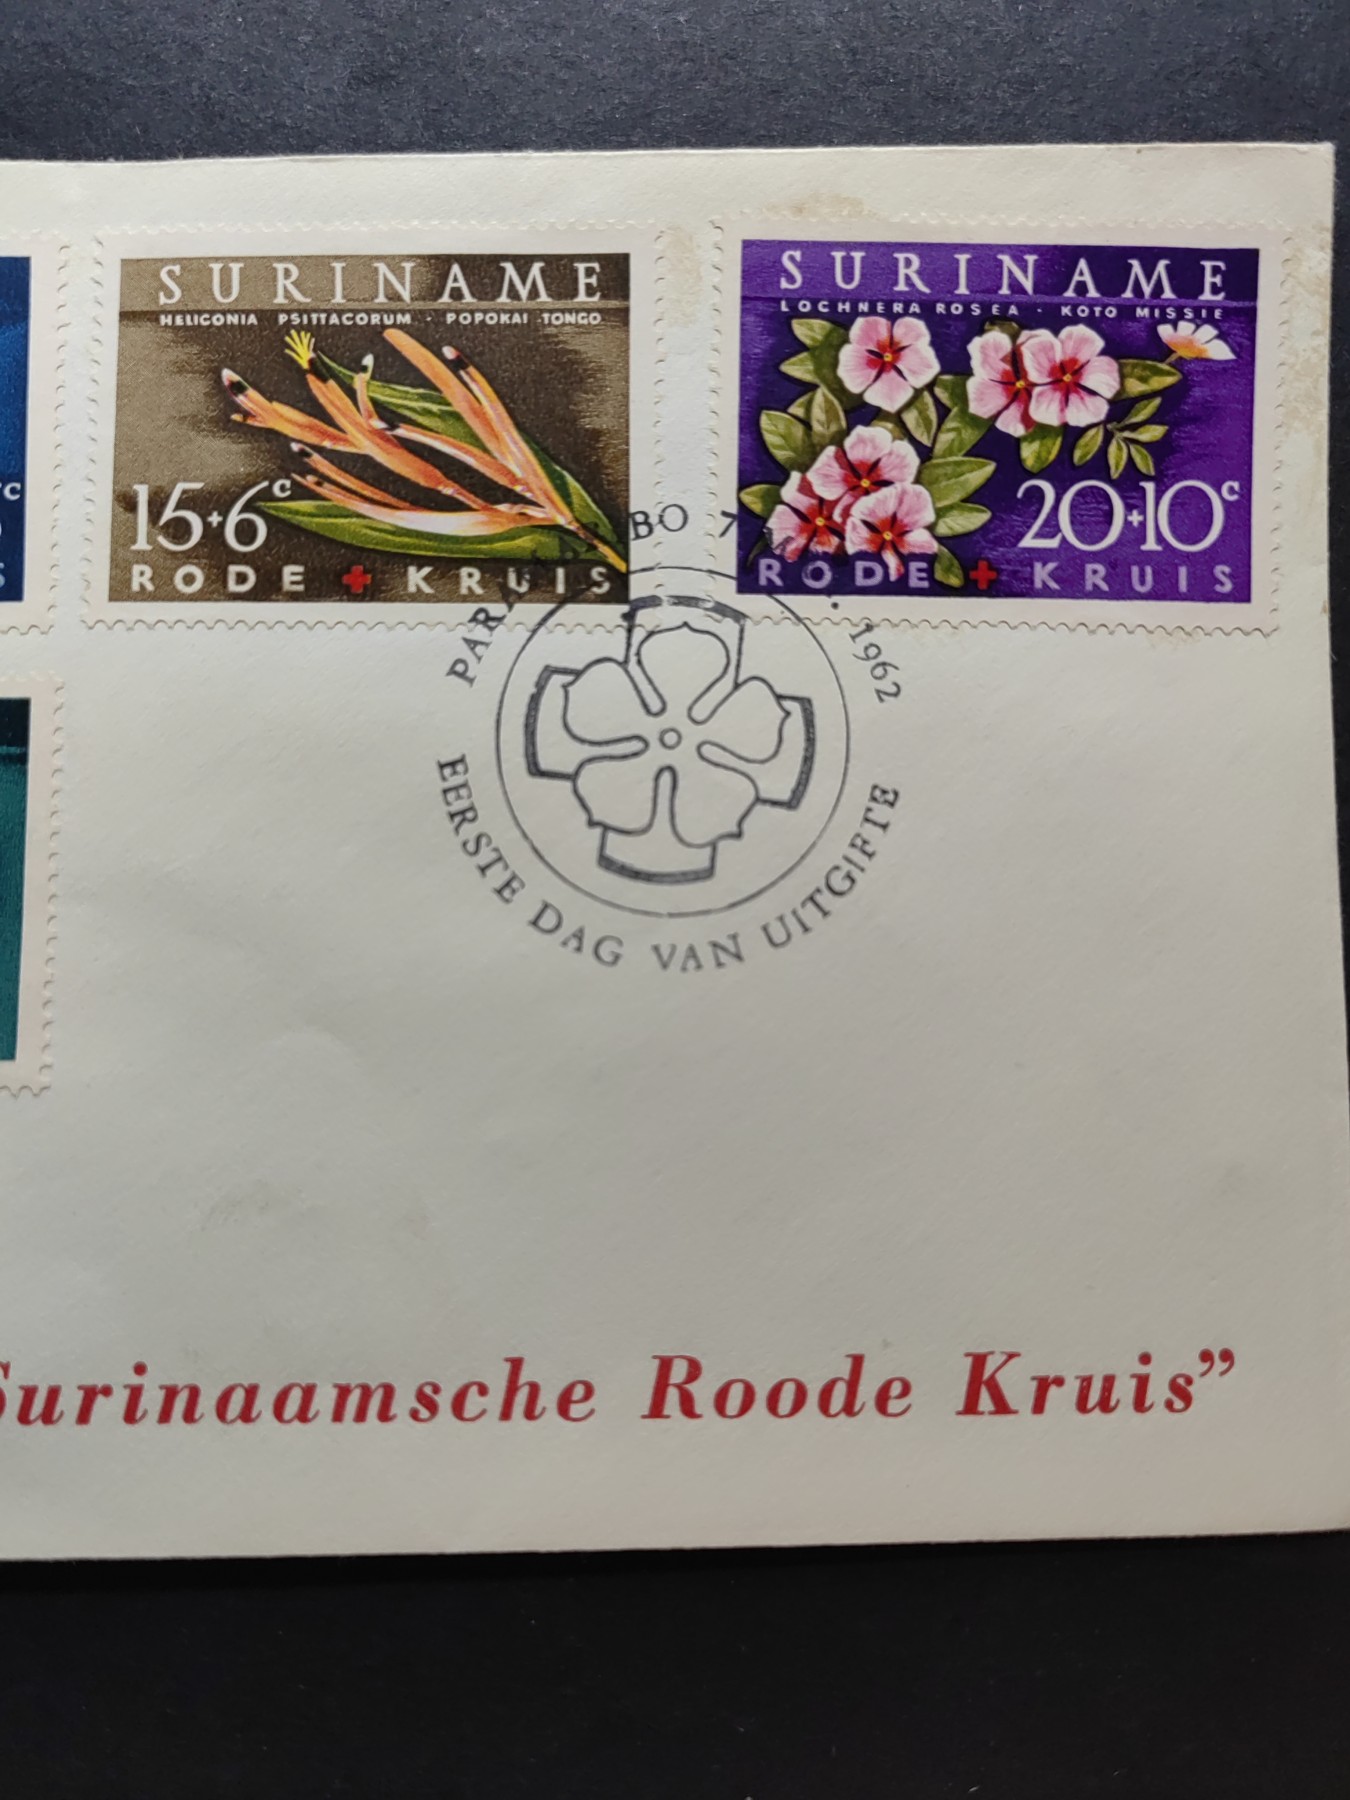 SURINAME
HELICONIA PSITTACORUM · POPOKAI TONGO
15+6c
RODE + KRUIS
SURINAME
LOCHNERA ROSEA · KOTO MISSIE
20+10c
RODE + KRUIS
7
1962
EERSTE DAG VAN UITGIFTE
Surinaamsche Roode Kruis”